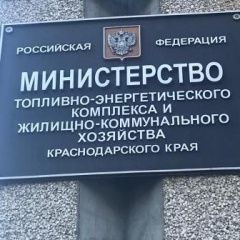 РОССИЙСКАЯ ФЕДЕРАЦИЯ
МИНИСТЕРСТВО
ТОПЛИВНО-ЭНЕРГЕТИЧЕСКОГО
КОМПЛЕКСА И
ЖИЛИЩНО-КОММУНАЛЬНОГО
ХОЗЯЙСТВА
КРАСНОДАРСКОГО КРАЯ